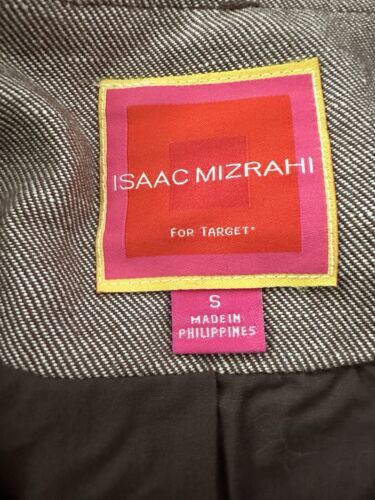 ISAAC MIZRAHI
FOR TARGET*
S
MADE IN
PHILIPPINES